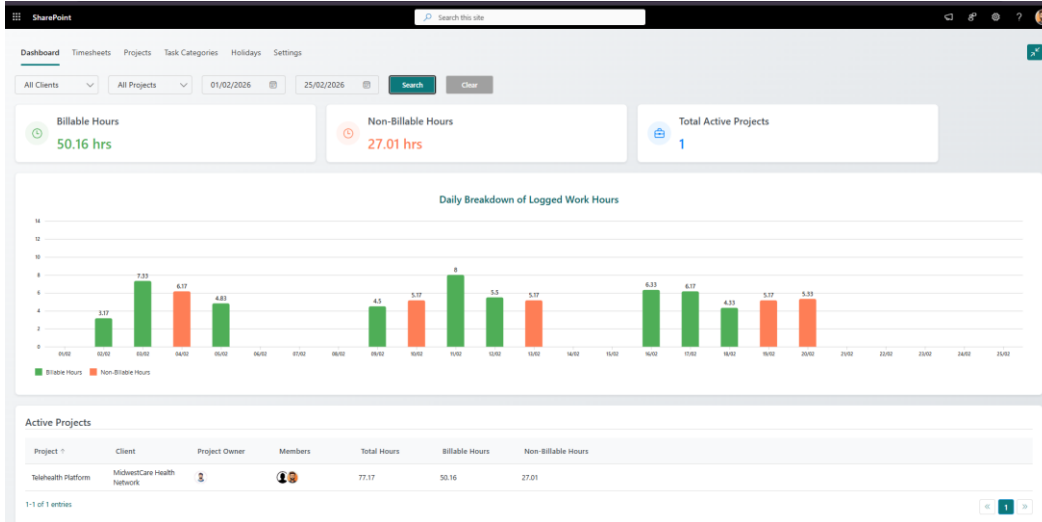 SharePoint
Search this site
Dashboard Timesheets Projects Task Categories Holidays Settings
All Clients All Projects 01/02/2026 25/02/2026 Search Clear
Billable Hours
50.16 hrs
Non-Billable Hours
27.01 hrs
Total Active Projects
1
Daily Breakdown of Logged Work Hours
14
12
10
8
6
4
2
0
3.17 7.33 6.17 4.83 4.5 5.17 8 5.5 5.17 6.33 6.17 4.33 5.17 5.33
01/02 02/02 03/02 04/02 05/02 06/02 07/02 08/02 09/02 10/02 11/02 12/02 13/02 14/02 15/02 16/02 17/02 18/02 19/02 20/02 21/02 22/02 23/02 24/02 25/02
Billable Hours Non-Billable Hours
Active Projects
Project ↑ Client Project Owner Members Total Hours Billable Hours Non-Billable Hours
Telehealth Platform MidwestCare Health
Network 77.17 50.16 27.01
1-1 of 1 entries
« 1 »